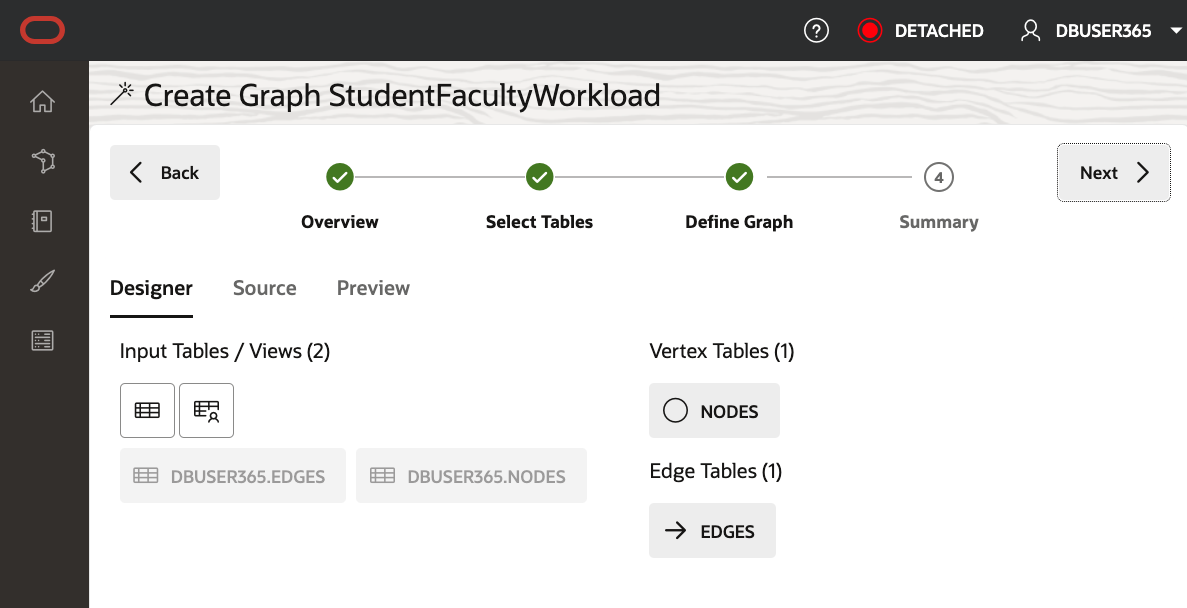 DETACHED
DBUSER365
Create Graph StudentFacultyWorkload
Back
4
Next
Overview
Select Tables
Define Graph
Summary
Designer
Source
Preview
Input Tables / Views (2)
DBUSER365.EDGES
DBUSER365.NODES
Vertex Tables (1)
NODES
Edge Tables (1)
EDGES